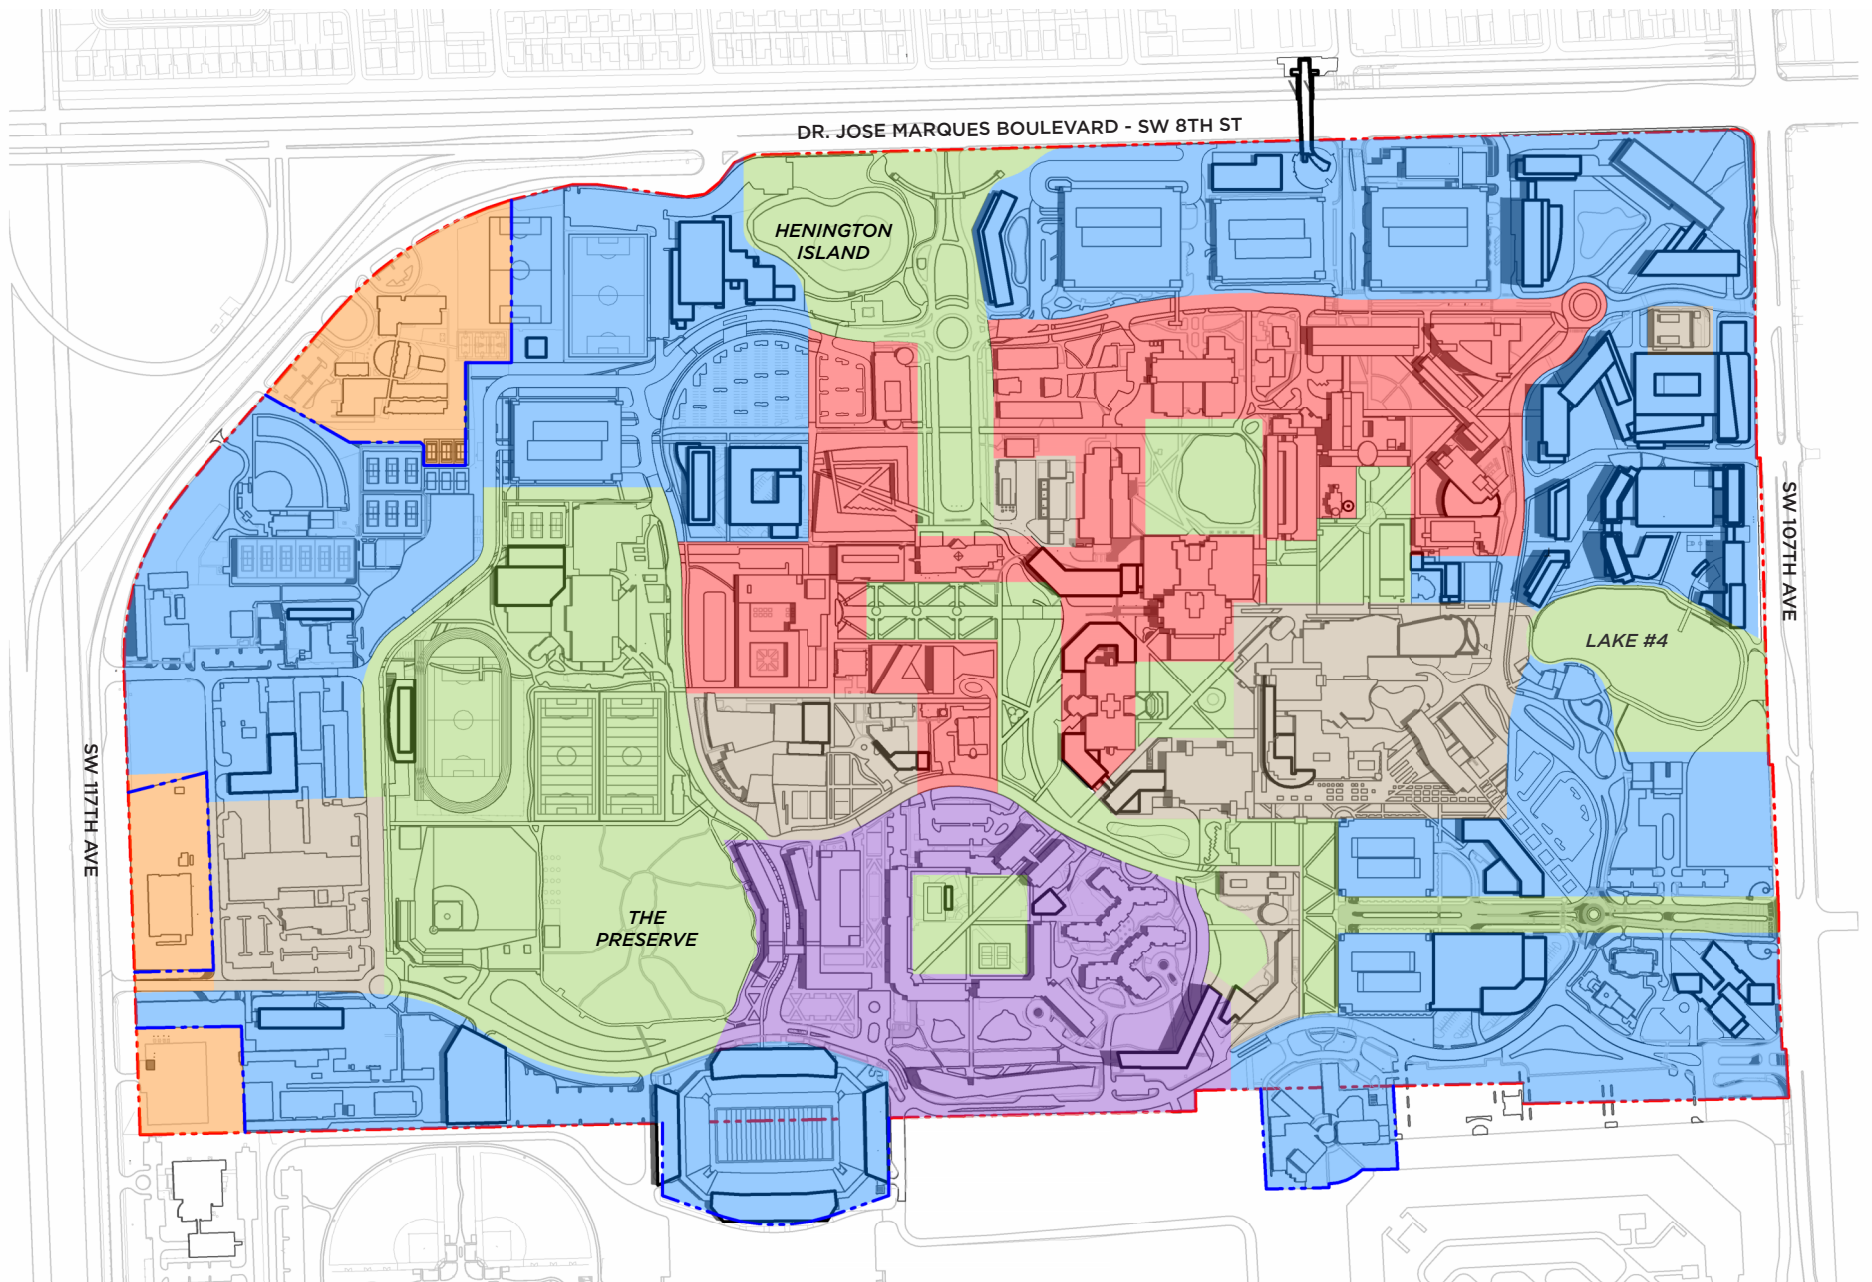 DR. JOSE MARQUES BOULEVARD - SW 8TH ST
HENINGTON
ISLAND
SW 107TH AVE
LAKE #4
SW 117TH AVE
THE
PRESERVE